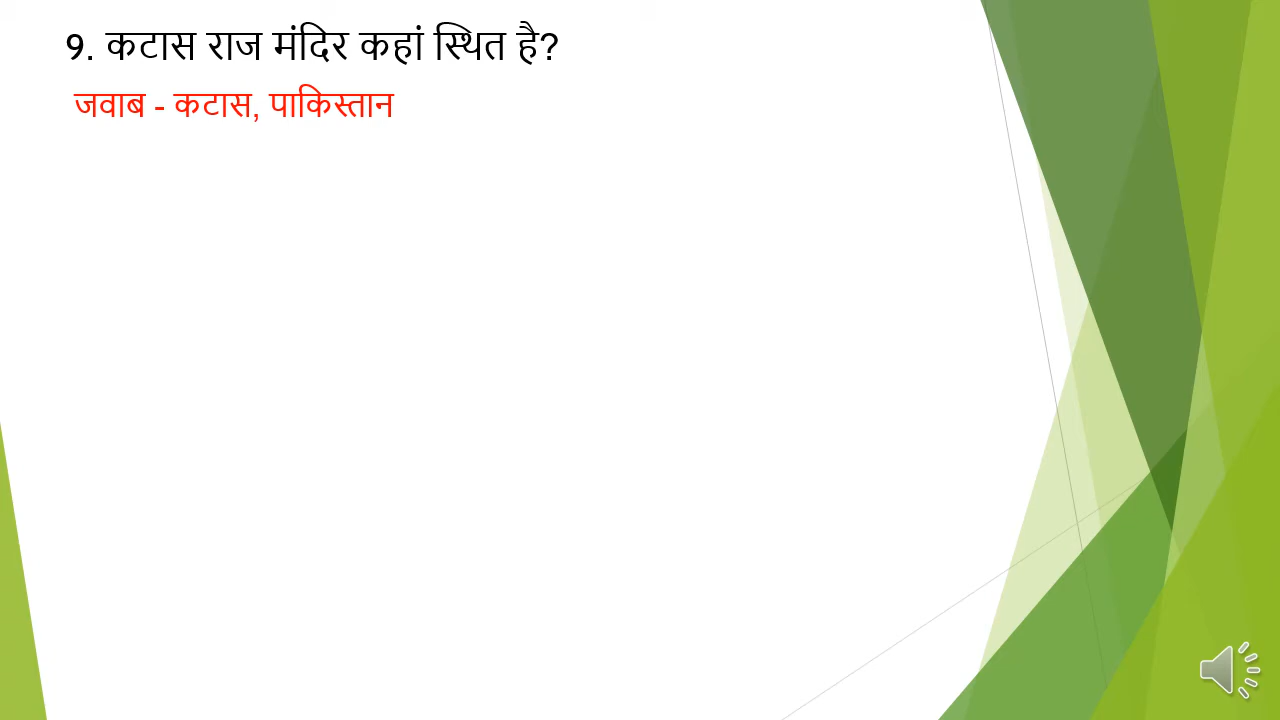 9. कटास राज मंदिर कहां स्थित है?
जवाब - कटास, पाकिस्तान